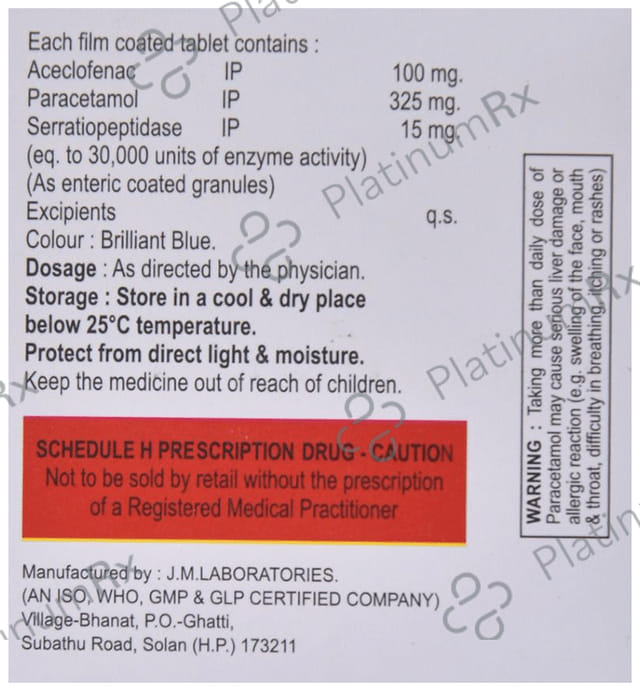 Each film coated tablet contains :
Aceclofenac IP 100 mg.
Paracetamol IP 325 mg.
Serratiopeptidase IP 15 mg.
(eq. to 30,000 units of enzyme activity)
(As enteric coated granules)
Excipients q.s.
Colour : Brilliant Blue.
Dosage : As directed by the physician.
Storage : Store in a cool & dry place
below 25°C temperature.
Protect from direct light & moisture.
Keep the medicine out of reach of children.
SCHEDULE H PRESCRIPTION DRUG - CAUTION
Not to be sold by retail without the prescription
of a Registered Medical Practitioner
Manufactured by : J.M.LABORATORIES.
(AN ISO, WHO, GMP & GLP CERTIFIED COMPANY)
Village-Bhanat, P.O.-Ghatti,
Subathu Road, Solan (H.P.) 173211
WARNING : Taking more than daily dose of
Paracetamol may cause serious liver damage or
allergic reaction (e.g. swelling of the face, mouth
& throat, difficulty in breathing, itching or rashes)
PlatinumRx
PlatinumRx
PlatinumRx